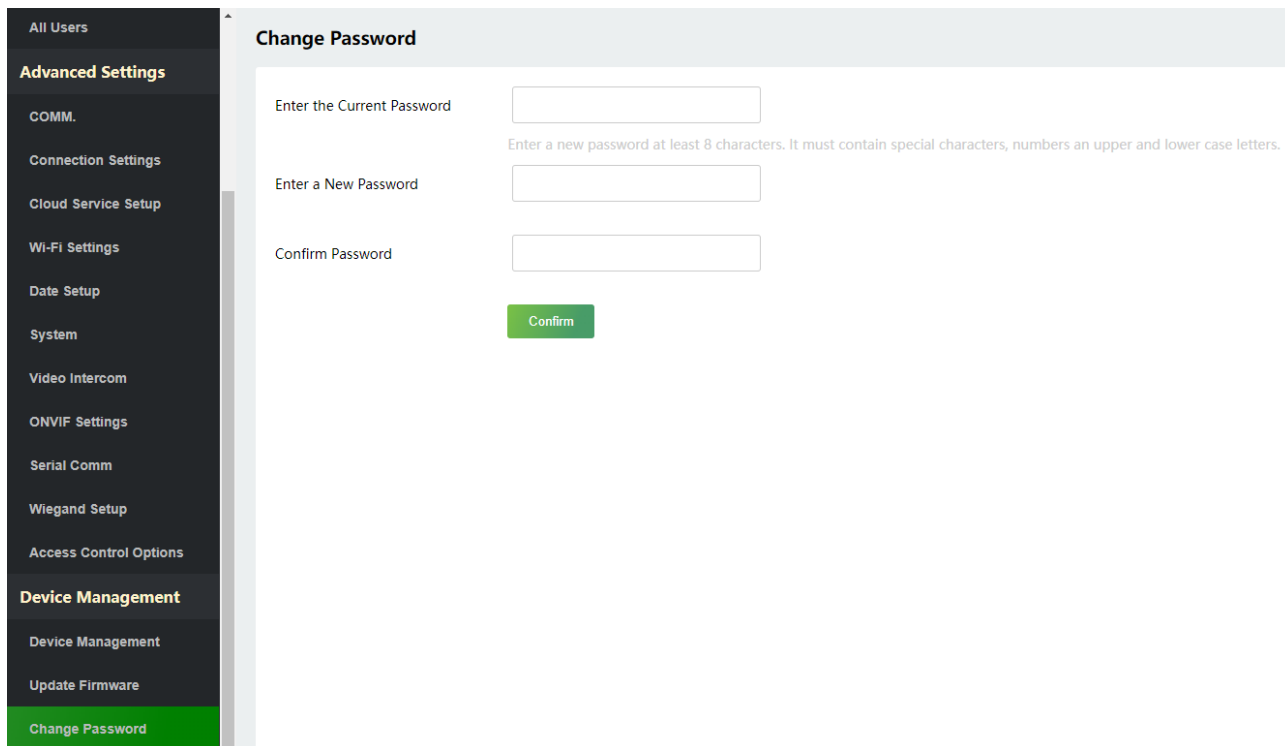 All Users
Advanced Settings
COMM.
Connection Settings
Cloud Service Setup
Wi-Fi Settings
Date Setup
System
Video Intercom
ONVIF Settings
Serial Comm
Wiegand Setup
Access Control Options
Device Management
Device Management
Update Firmware
Change Password
Change Password
Enter the Current Password
Enter a new password at least 8 characters. It must contain special characters, numbers an upper and lower case letters.
Enter a New Password
Confirm Password
Confirm